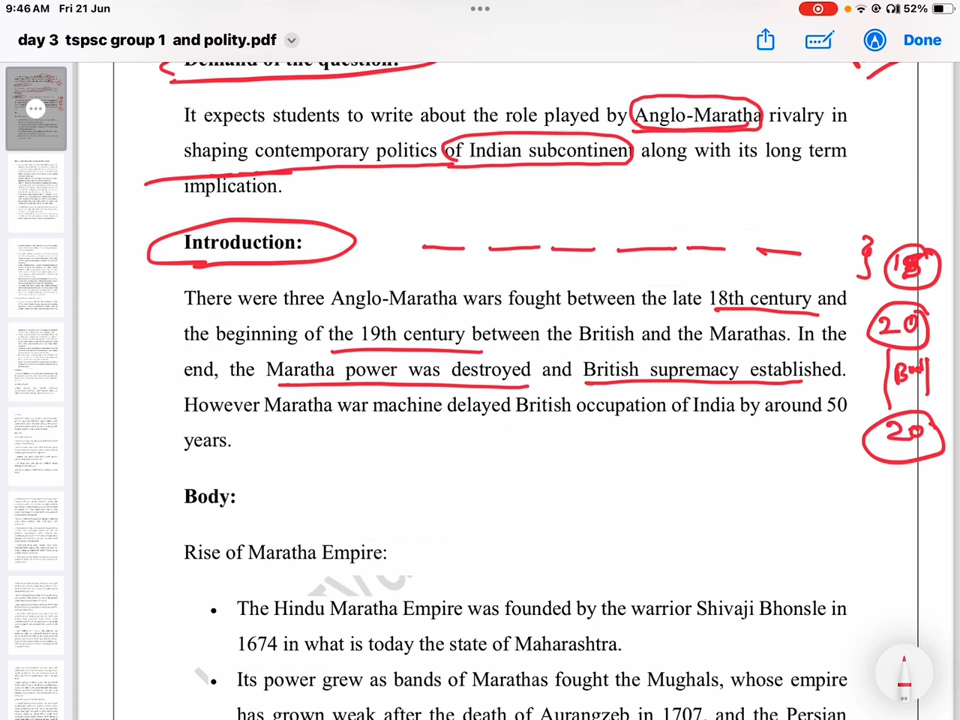 9:46 AM Fri 21 Jun
52%
day 3 tspsc group 1 and polity.pdf
Done
Demand of the question:
It expects students to write about the role played by Anglo-Maratha rivalry in
shaping contemporary politics of Indian subcontinent along with its long term
implication.
Introduction:
There were three Anglo-Maratha wars fought between the late 18th century and
20
the beginning of the 19th century between the British and the Marathas. In the
end, the Maratha power was destroyed and British supremacy established.
However Maratha war machine delayed British occupation of India by around 50
20
years.
Body:
Rise of Maratha Empire:
• The Hindu Maratha Empire was founded by the warrior Shivaji Bhonsle in
1674 in what is today the state of Maharashtra.
• Its power grew as bands of Marathas fought the Mughals, whose empire
has grown weak after the death of Aurangzeb in 1707, and the Persian